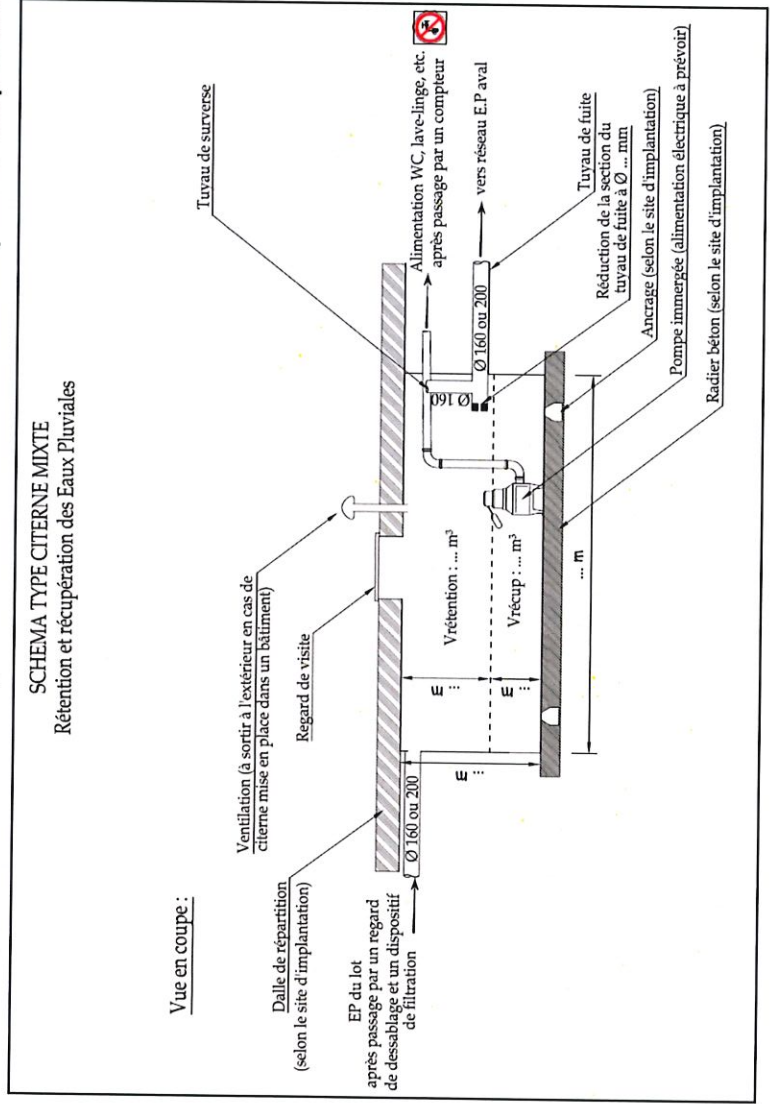 SCHEMA TYPE CITERNE MIXTE
Rétention et récupération des Eaux Pluviales
Vue en coupe :
Tuyau de surverse
Ventilation (à sortir à l'extérieur en cas de
citerne mise en place dans un bâtiment)
Regard de visite
Dalle de répartition
(selon le site d'implantation)
Alimentation WC, lave-linge, etc.
après passage par un compteur
EP du lot
après passage par un regard
de dessablage et un dispositif
de filtration
Ø 160 ou 200
Ø 160
Ø 160 ou 200
vers réseau E.P aval
Vrétention : ... m³
Vrécup : ... m³
... m
... m
... m
... m
Tuyau de fuite
Réduction de la section du
tuyau de fuite à Ø ... mm
Ancrage (selon le site d'implantation)
Pompe immergée (alimentation électrique à prévoir)
Radier béton (selon le site d'implantation)